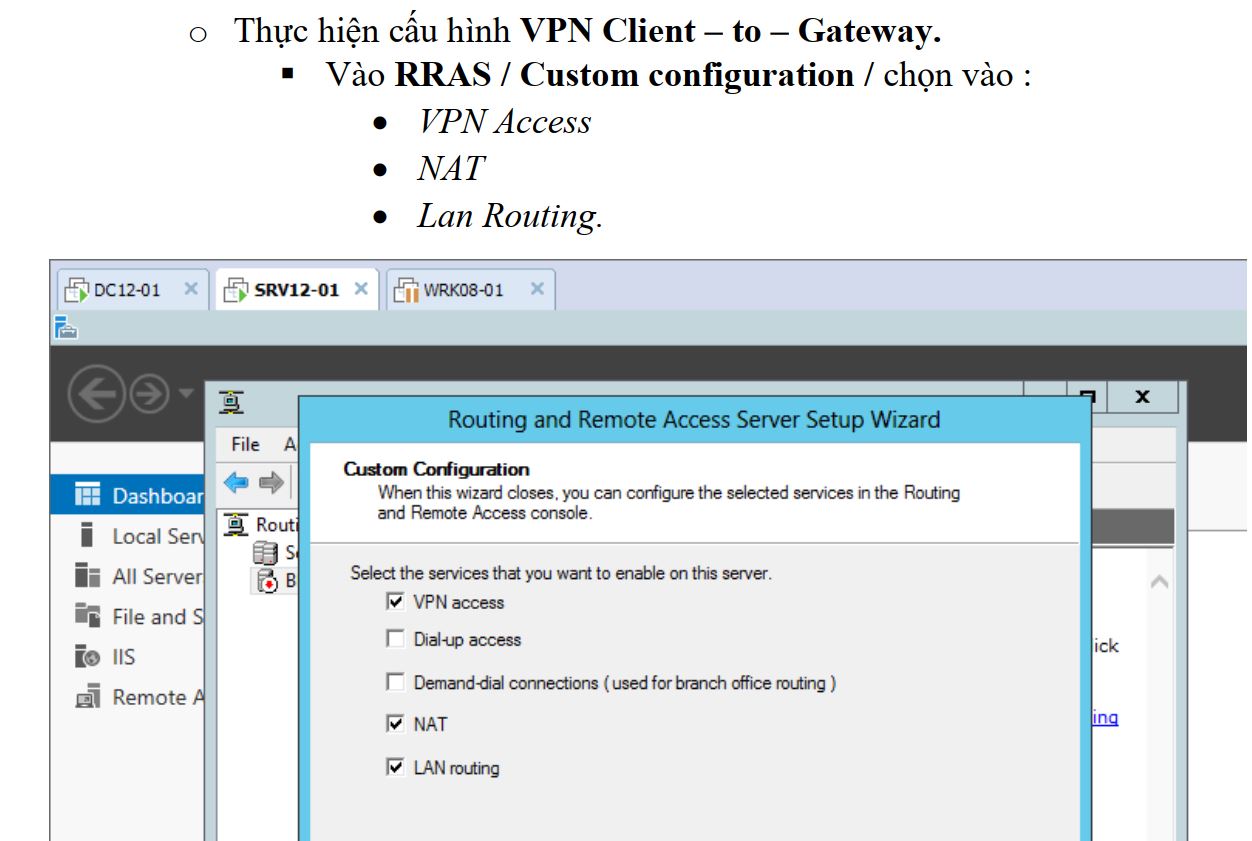 Thực hiện cấu hình VPN Client – to – Gateway.
Vào RRAS / Custom configuration / chọn vào :
VPN Access
NAT
Lan Routing.
DC12-01
SRV12-01
WRK08-01
Routing and Remote Access Server Setup Wizard
File
Custom Configuration
When this wizard closes, you can configure the selected services in the Routing
and Remote Access console.
Dashboar
Routi
Local Serv
All Server
Select the services that you want to enable on this server.
VPN access
File and S
Dial-up access
IIS
Demand-dial connections ( used for branch office routing )
Remote A
NAT
LAN routing
ick
ing